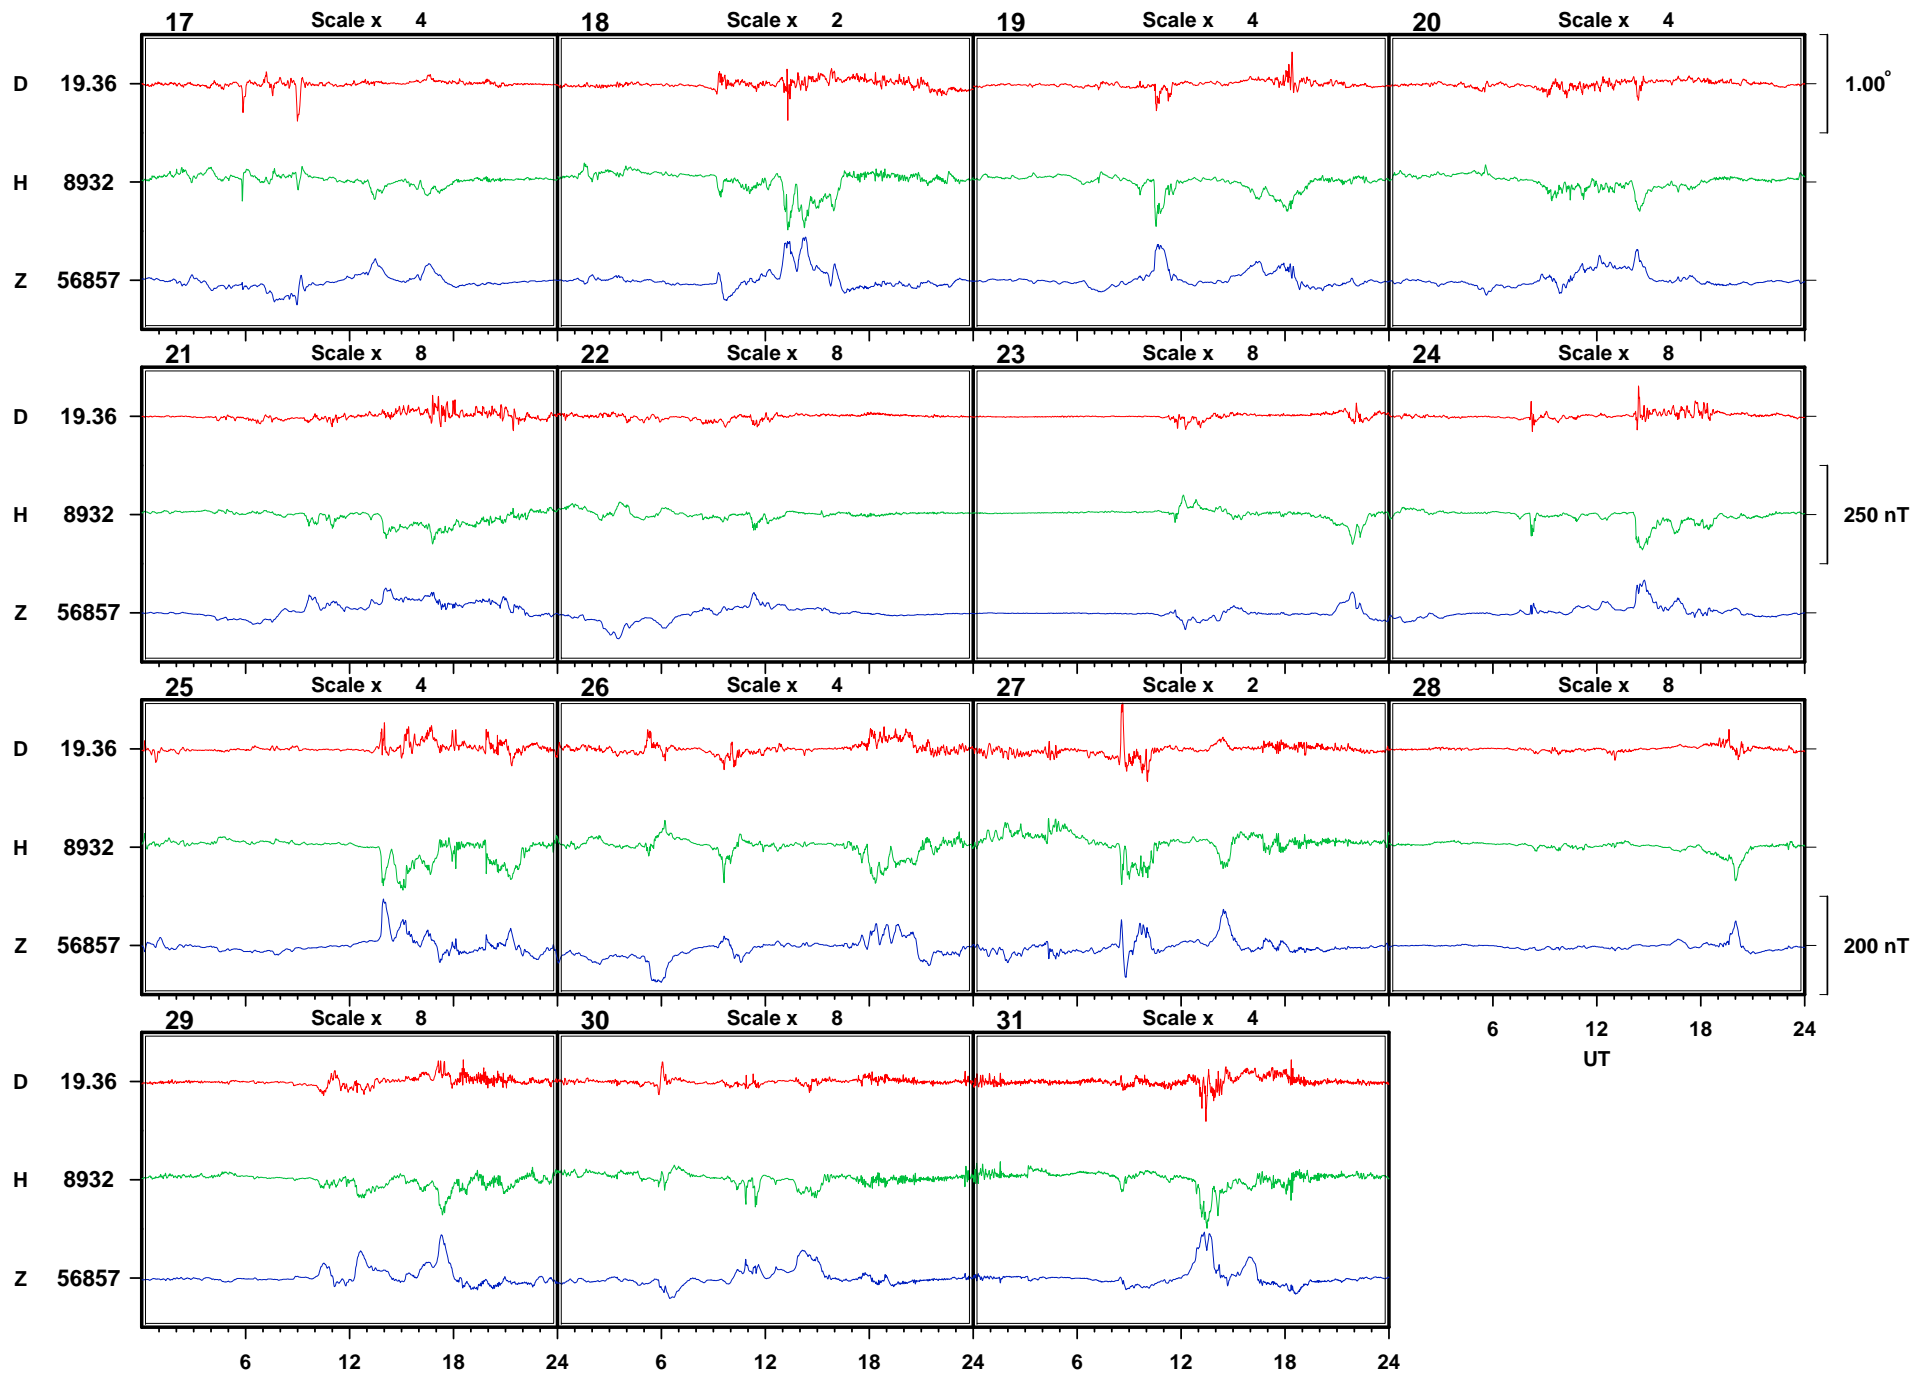 17 Scale x 4 18 Scale x 2 19 Scale x 4 20 Scale x 4
D 19.36 1.00°
H 8932
Z 56857
21 Scale x 8 22 Scale x 8 23 Scale x 8 24 Scale x 8
D 19.36
H 8932 250 nT
Z 56857
25 Scale x 4 26 Scale x 4 27 Scale x 2 28 Scale x 8
D 19.36
H 8932
Z 56857 200 nT
29 Scale x 8 30 Scale x 8 31 Scale x 4 6 12 18 24
UT
D 19.36
H 8932
Z 56857
6 12 18 24 6 12 18 24 6 12 18 24